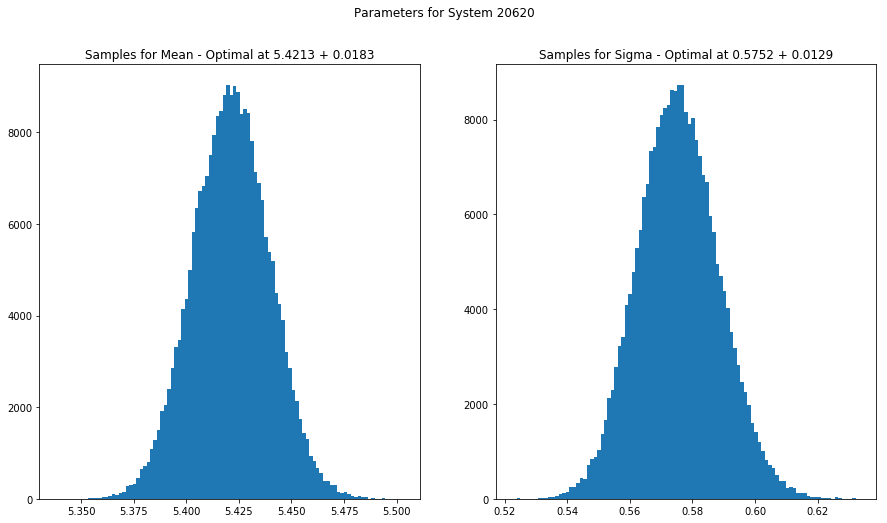 Parameters for System 20620
Samples for Mean - Optimal at 5.4213 + 0.0183
8000
6000
4000
2000
0
5.350 5.375 5.400 5.425 5.450 5.475 5.500
Samples for Sigma - Optimal at 0.5752 + 0.0129
8000
6000
4000
2000
0
0.52 0.54 0.56 0.58 0.60 0.62